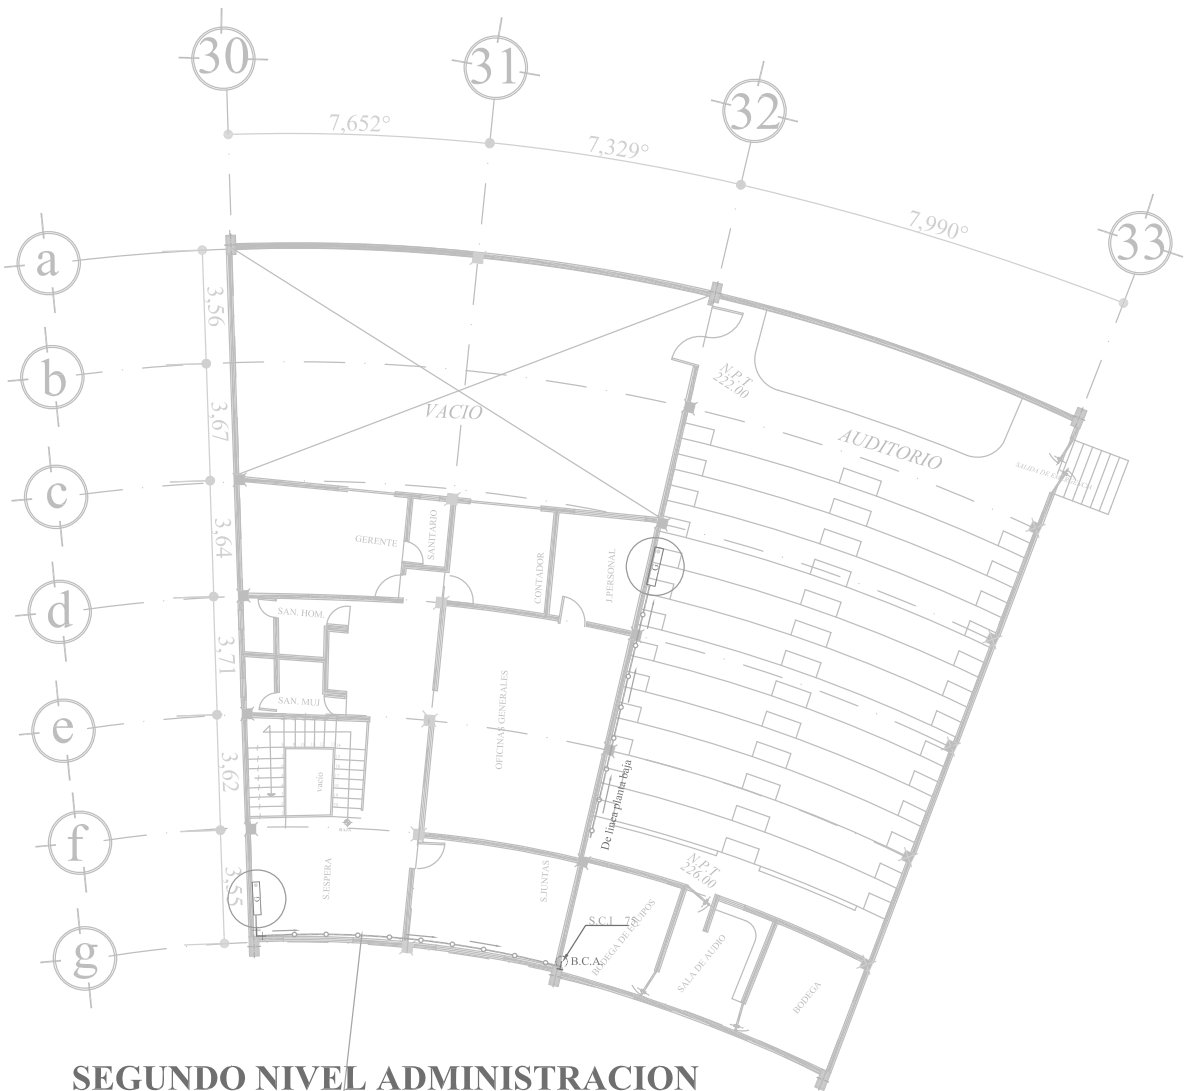 30
31
32
33
7,652°
7,329°
7,990°
a
b
c
d
e
f
g
3,56
3,67
3,64
3,71
3,62
3,55
VACIO
N.P.T
222.00
AUDITORIO
GERENTE
SANITARIO
CONTADOR
J.PERSONAL
G
SAN. HOM.
SAN. MUJ
OFICINAS GENERALES
vacio
De linea planta baja
S.ESPERA
S.JUNTAS
N.P.T
226.00
G
S.C.I.
B.C.A.
BODEGA DE EQUIPOS
SALA DE AUDIO
BODEGA
SEGUNDO NIVEL ADMINISTRACION